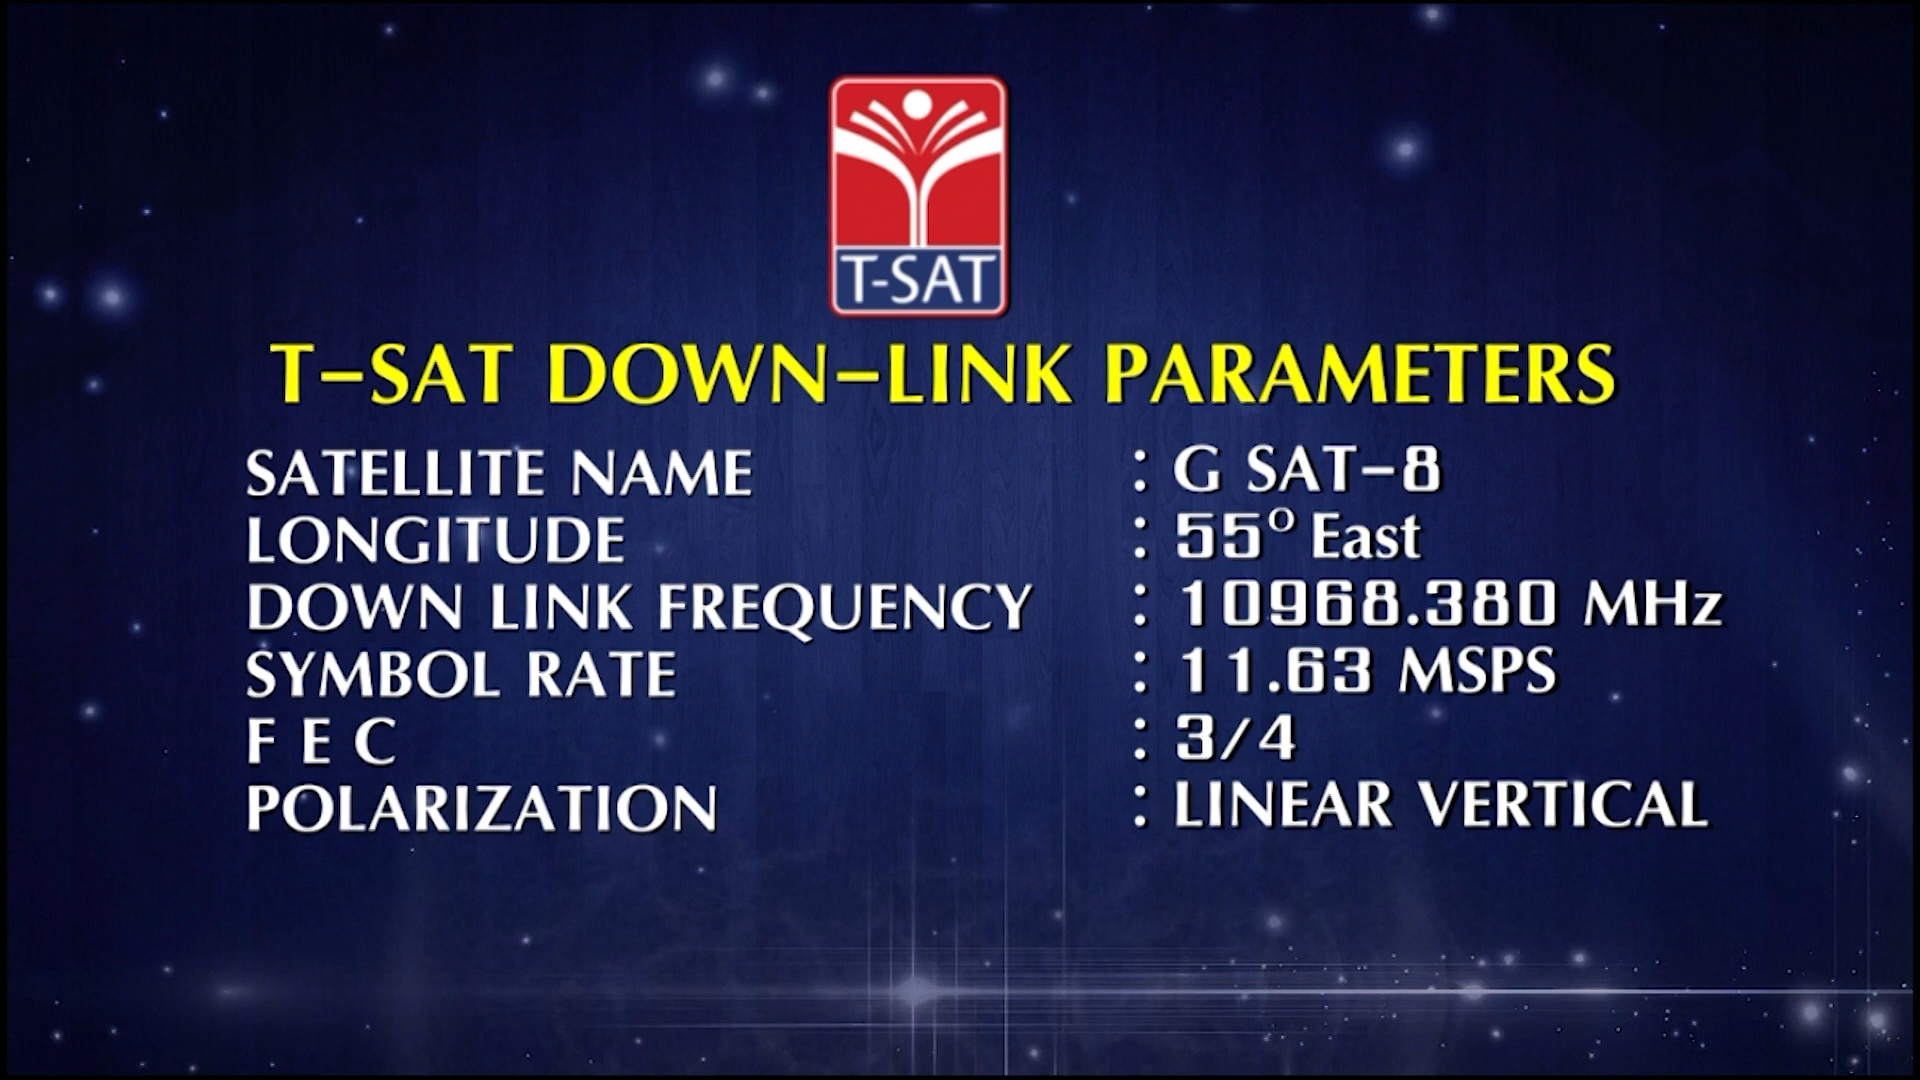 T-SAT
T-SAT DOWN-LINK PARAMETERS
SATELLITE NAME : G SAT-8
LONGITUDE : 55° East
DOWN LINK FREQUENCY : 10968.380 MHz
SYMBOL RATE : 11.63 MSPS
F E C : 3/4
POLARIZATION : LINEAR VERTICAL